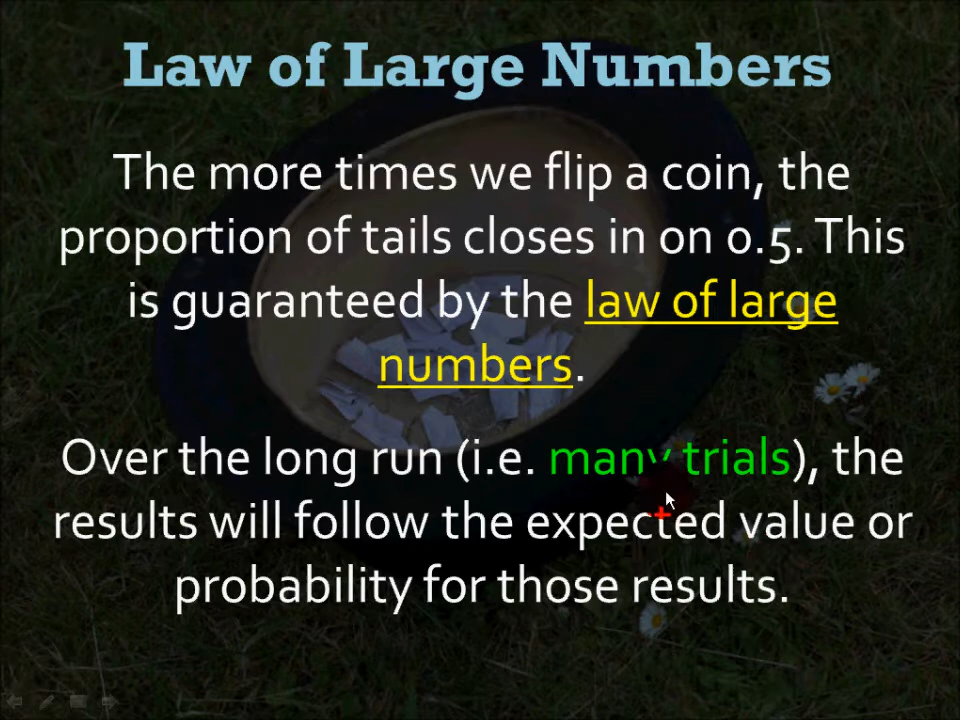 Law of Large Numbers
The more times we flip a coin, the
proportion of tails closes in on 0.5. This
is guaranteed by the law of large
numbers.
Over the long run (i.e. many trials), the
results will follow the expected value or
probability for those results.